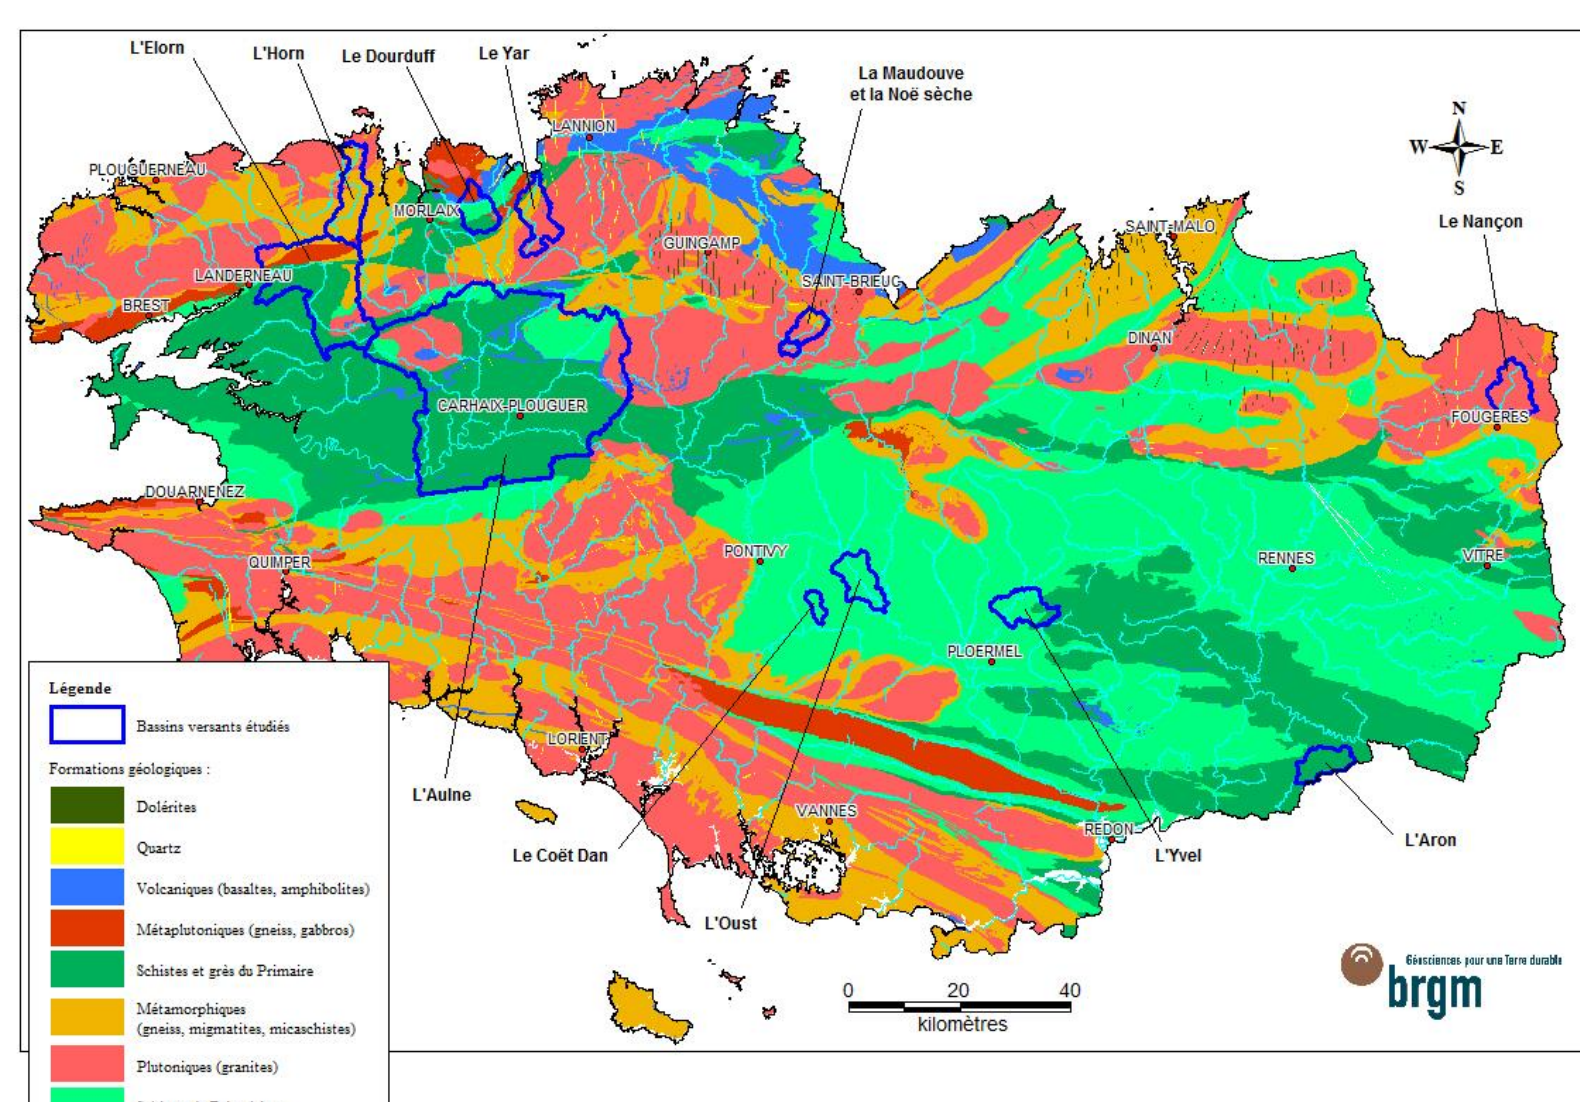 L'Elorn
L'Horn
Le Dourduff
Le Yar
La Maudouve
et la Noë sèche
N
W E
S
Le Nançon
LANNION
PLOUGUERNEAU
MORLAIX
SAINT-MALO
GUINGAMP
LANDERNEAU
SAINT-BRIEUC
BREST
DINAN
CARHAIX-PLOUGUER
FOUGERES
DOUARNENEZ
PONTIVY
QUIMPER
RENNES
VITRE
PLOERMEL
LORIENT
VANNES
REDON
L'Aulne
Le Coët Dan
L'Oust
L'Yvel
L'Aron
Légende
Bassins versants étudiés
Formations géologiques :
Dolérites
Quartz
Volcaniques (basaltes, amphibolites)
Métaplutoniques (gneiss, gabbros)
Schistes et grès du Primaire
Métamorphiques
(gneiss, migmatites, micaschistes)
Plutoniques (granites)
0 20 40
kilomètres
Géosciences pour une Terre durable
brgm